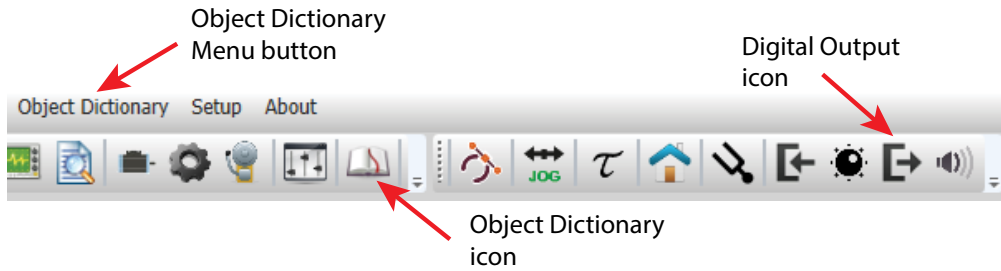 Object Dictionary
Menu button
Digital Output
icon
Object Dictionary Setup About
JOG
τ
Object Dictionary
icon